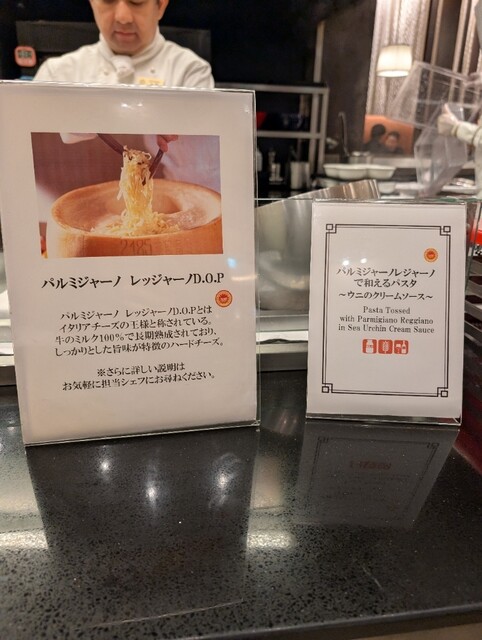 パルミジャーノ レッジャーノD.O.P
パルミジャーノ レッジャーノD.O.Pとは
イタリアチーズの王様と称されている。
牛のミルク100%で長期熟成されており、
しっかりとした旨味が特徴のハードチーズ。
※さらに詳しい説明は
お気軽に担当シェフにお尋ねください。
パルミジャーノレジャーノ
で和えるパスタ
～ウニのクリームソース～
Pasta Tossed
with Parmigiano Reggiano
in Sea Urchin Cream Sauce